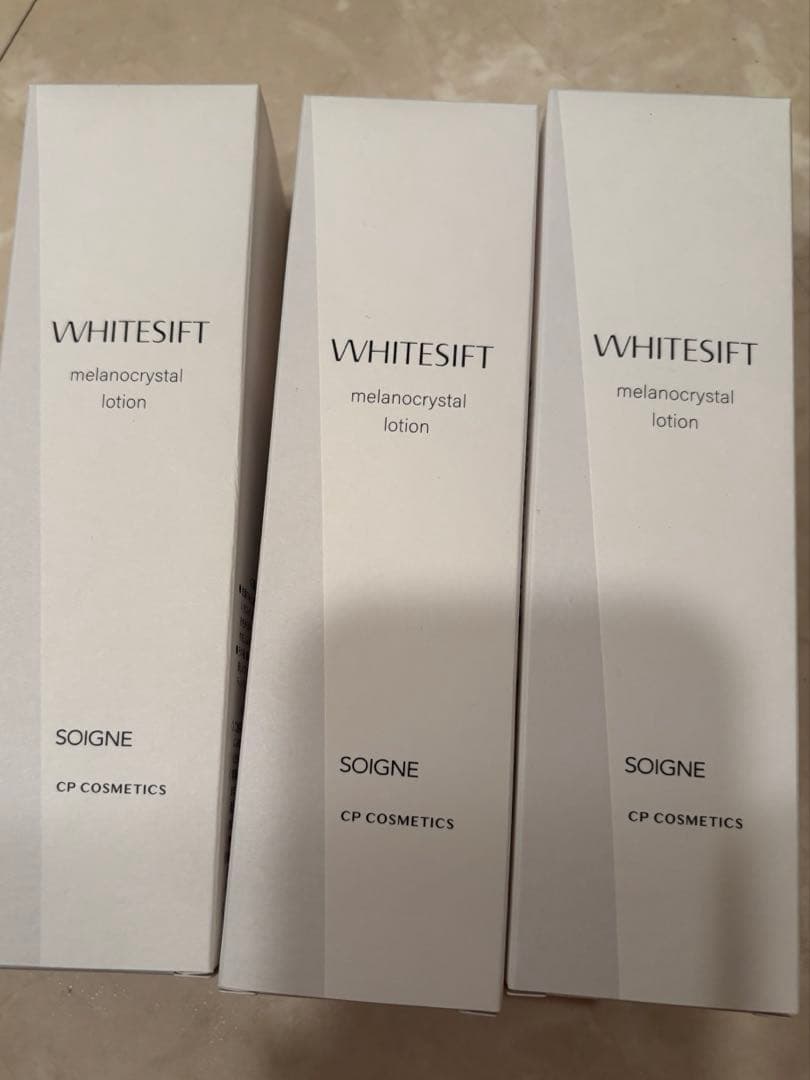 WHITESIFT
melanocrystal
lotion
SOIGNE
CP COSMETICS
WHITESIFT
melanocrystal
lotion
SOIGNE
CP COSMETICS
WHITESIFT
melanocrystal
lotion
SOIGNE
CP COSMETICS